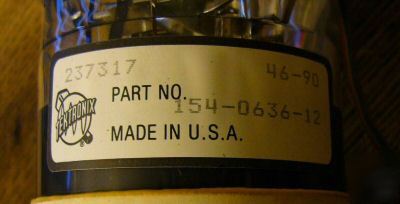 237317 46-90
TEKTRONIX ®
PART NO. 154-0636-12
MADE IN U.S.A.